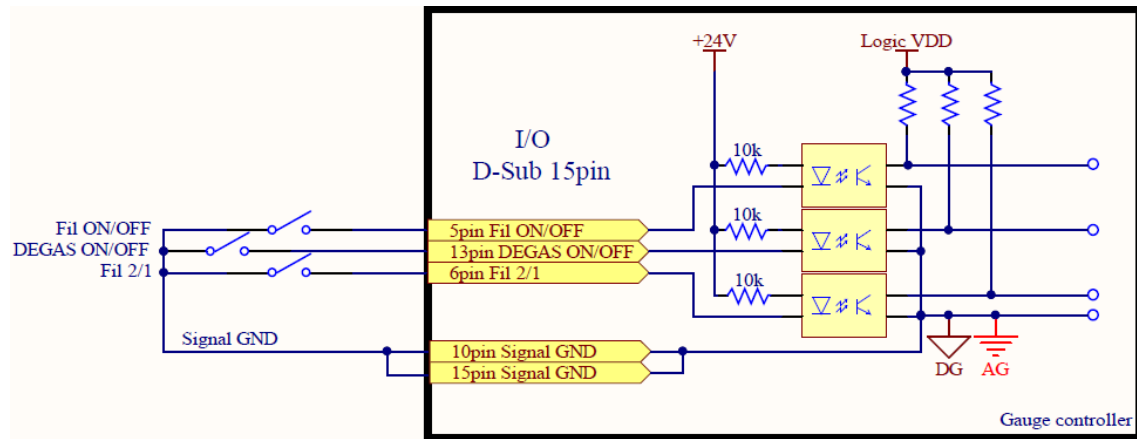 +24V
Logic VDD
I/O
D-Sub 15pin
10k
Fil ON/OFF
5pin Fil ON/OFF
10k
DEGAS ON/OFF
13pin DEGAS ON/OFF
Fil 2/1
6pin Fil 2/1
10k
Signal GND
10pin Signal GND
15pin Signal GND
DG
AG
Gauge controller